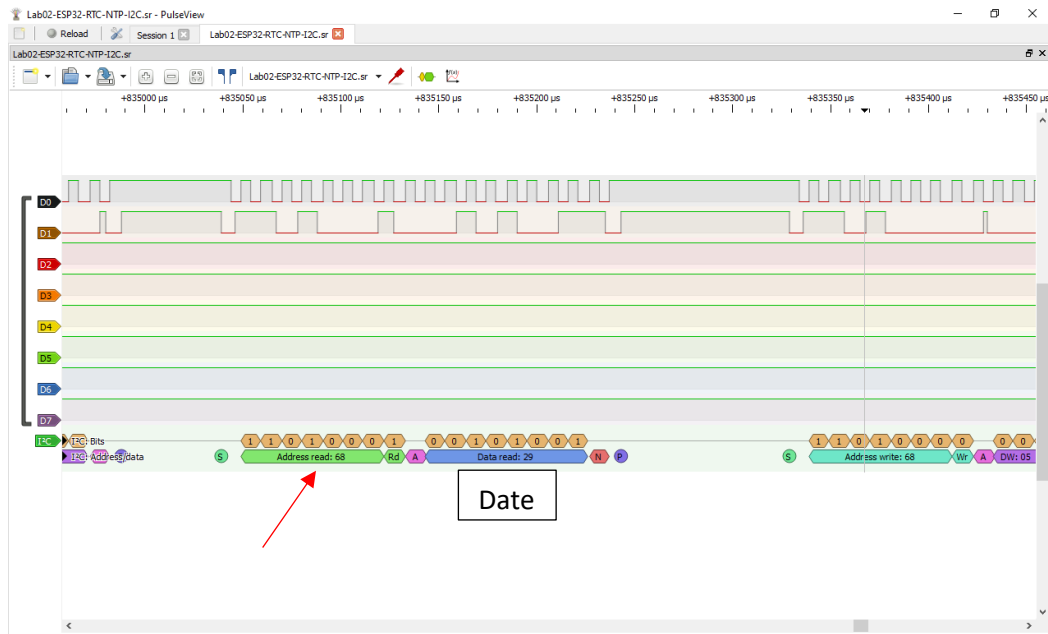 Lab02-ESP32-RTC-NTP-I2C.sr - PulseView
Reload Session 1 Lab02-ESP32-RTC-NTP-I2C.sr
Lab02-ESP32-RTC-NTP-I2C.sr
Lab02-ESP32-RTC-NTP-I2C.sr
+835000 µs +835050 µs +835100 µs +835150 µs +835200 µs +835250 µs +835300 µs +835350 µs +835400 µs +835450 µs
D0
D1
D2
D3
D4
D5
D6
D7
I²C I²C: Bits 1 1 0 1 0 0 0 1 0 0 1 0 1 0 0 1 1 1 0 1 0 0 0 0 0 0
I²C: Address/data S Address read: 68 Rd A Data read: 29 N P S Address write: 68 Wr A DW: 05
Date